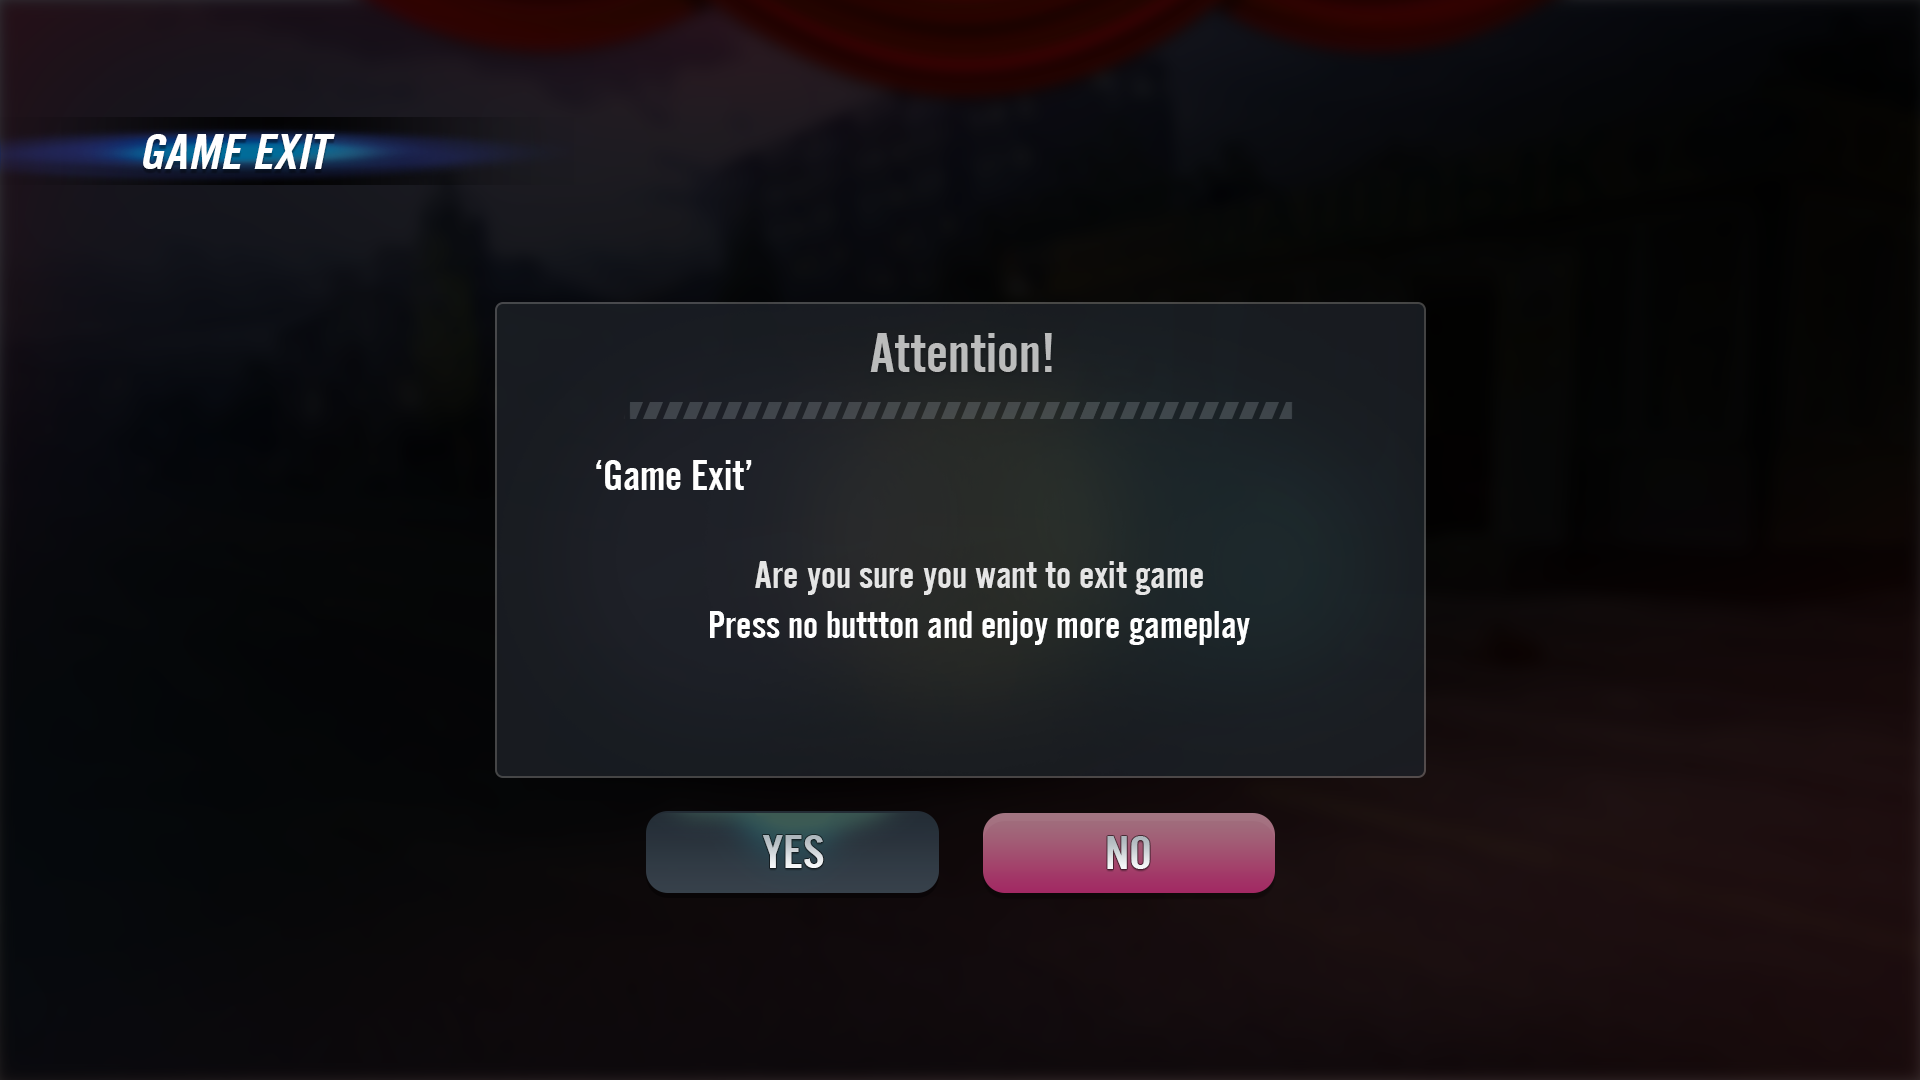 GAME EXIT
Attention!
‘Game Exit’
Are you sure you want to exit game
Press no buttton and enjoy more gameplay
YES
NO